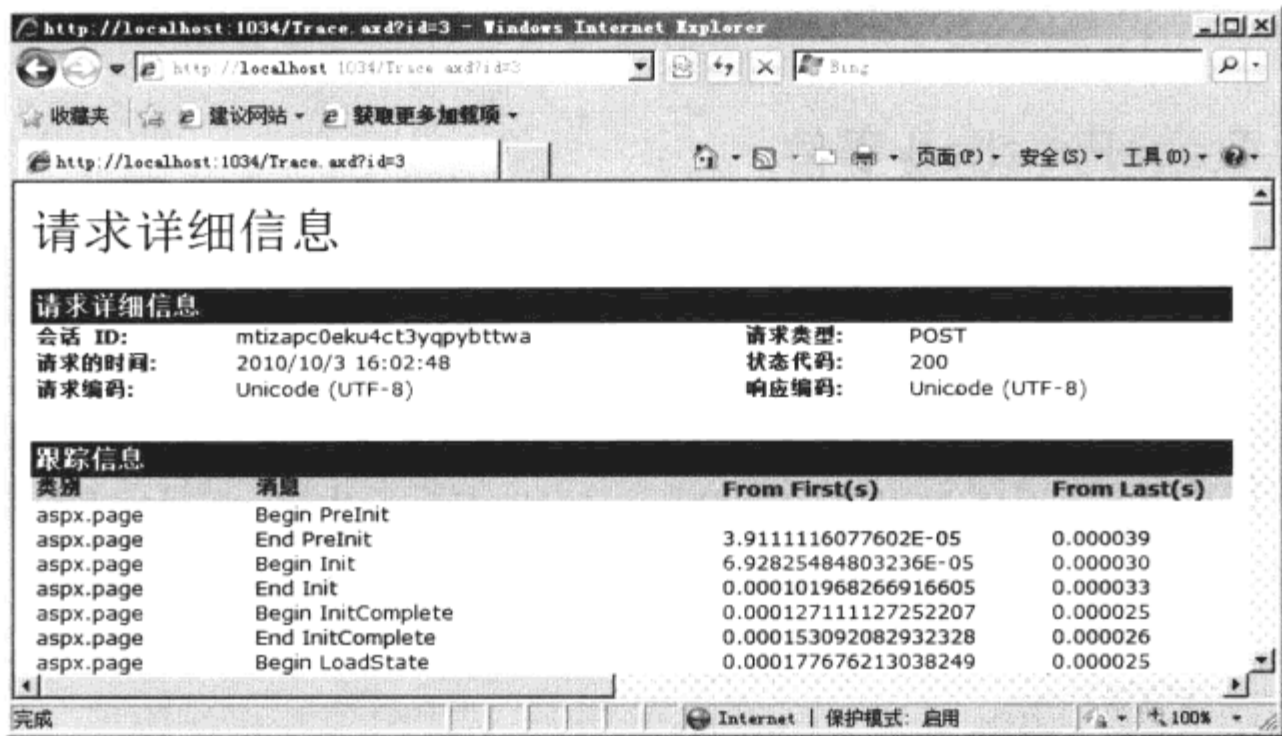 http://localhost:1034/Trace.axd?id=3 - Windows Internet Explorer
http://localhost:1034/Trace.axd?id=3
Bing
收藏夹 建议网站 获取更多加载项
http://localhost:1034/Trace.axd?id=3 页面(P) 安全(S) 工具(O)
请求详细信息
请求详细信息
会话 ID: mtizapc0eku4ct3yqpybttwa 请求类型: POST
请求的时间: 2010/10/3 16:02:48 状态代码: 200
请求编码: Unicode (UTF-8) 响应编码: Unicode (UTF-8)
跟踪信息
类别 消息 From First(s) From Last(s)
aspx.page Begin PreInit
aspx.page End PreInit 3.9111116077602E-05 0.000039
aspx.page Begin Init 6.92825484803236E-05 0.000030
aspx.page End Init 0.000101968266916605 0.000033
aspx.page Begin InitComplete 0.000127111127252207 0.000025
aspx.page End InitComplete 0.000153092082932328 0.000026
aspx.page Begin LoadState 0.000177676213038249 0.000025
完成 Internet | 保护模式: 启用 100%